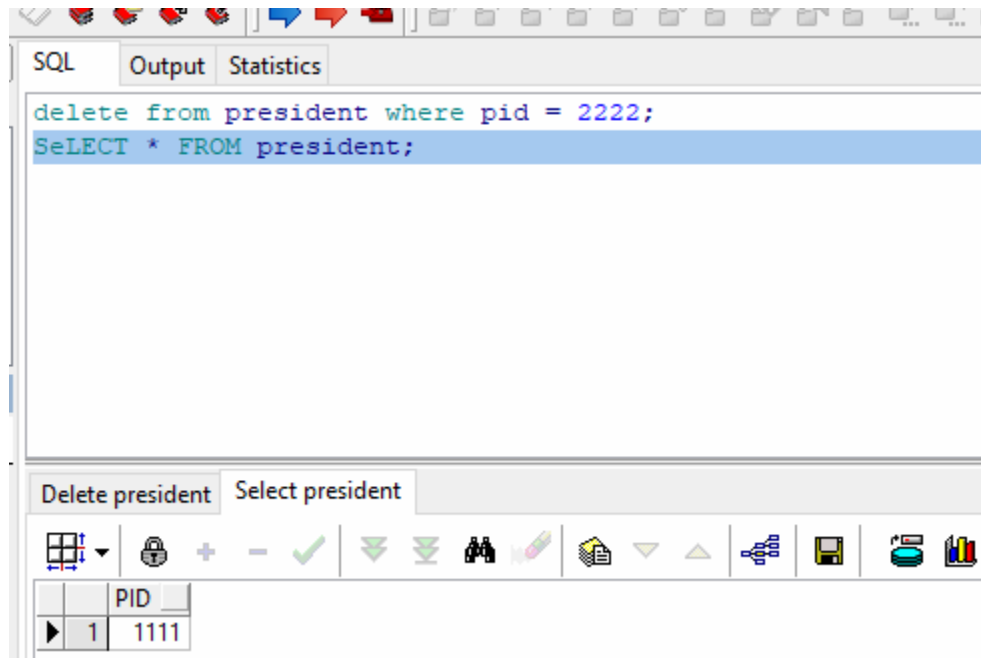 SQL Output Statistics
delete from president where pid = 2222;
SeLECT * FROM president;
Delete president Select president
PID
1 1111